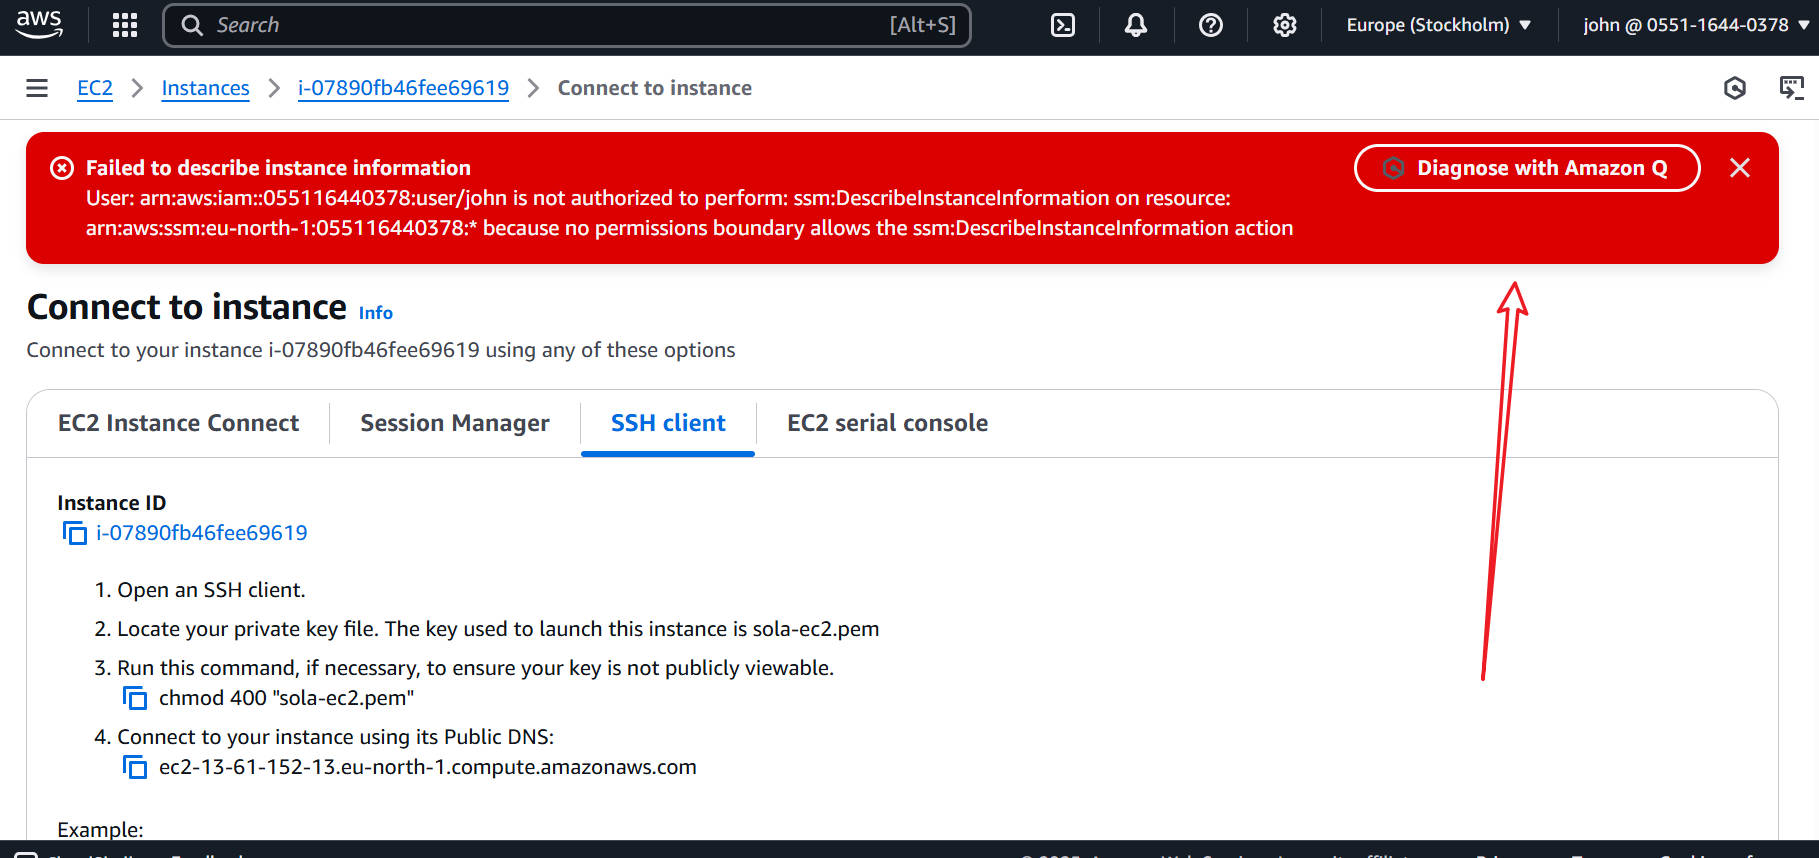 aws
Search
[Alt+S]
Europe (Stockholm)
john @ 0551-1644-0378
EC2
Instances
i-07890fb46fee69619
Connect to instance
Failed to describe instance information
Diagnose with Amazon Q
User: arn:aws:iam::055116440378:user/john is not authorized to perform: ssm:DescribeInstanceInformation on resource:
arn:aws:ssm:eu-north-1:055116440378:* because no permissions boundary allows the ssm:DescribeInstanceInformation action
Connect to instance Info
Connect to your instance i-07890fb46fee69619 using any of these options
EC2 Instance Connect
Session Manager
SSH client
EC2 serial console
Instance ID
i-07890fb46fee69619
1. Open an SSH client.
2. Locate your private key file. The key used to launch this instance is sola-ec2.pem
3. Run this command, if necessary, to ensure your key is not publicly viewable.
chmod 400 "sola-ec2.pem"
4. Connect to your instance using its Public DNS:
ec2-13-61-152-13.eu-north-1.compute.amazonaws.com
Example: